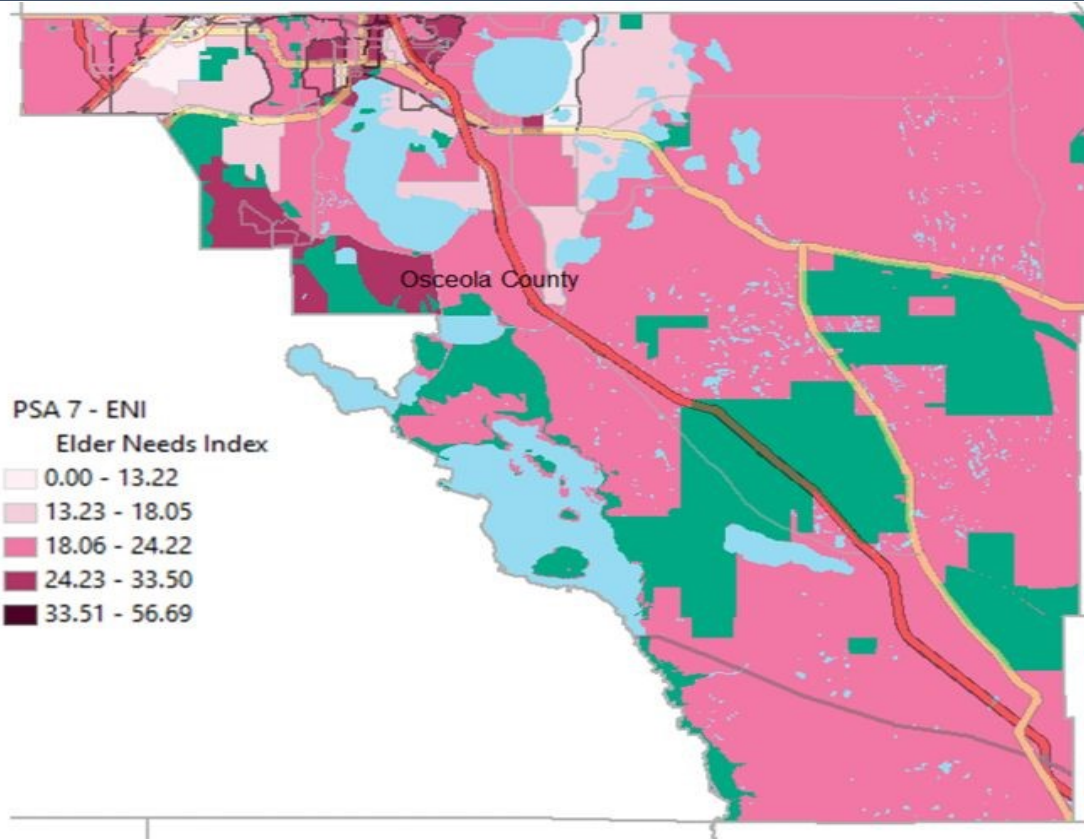 Osceola County
PSA 7 - ENI
Elder Needs Index
0.00 - 13.22
13.23 - 18.05
18.06 - 24.22
24.23 - 33.50
33.51 - 56.69